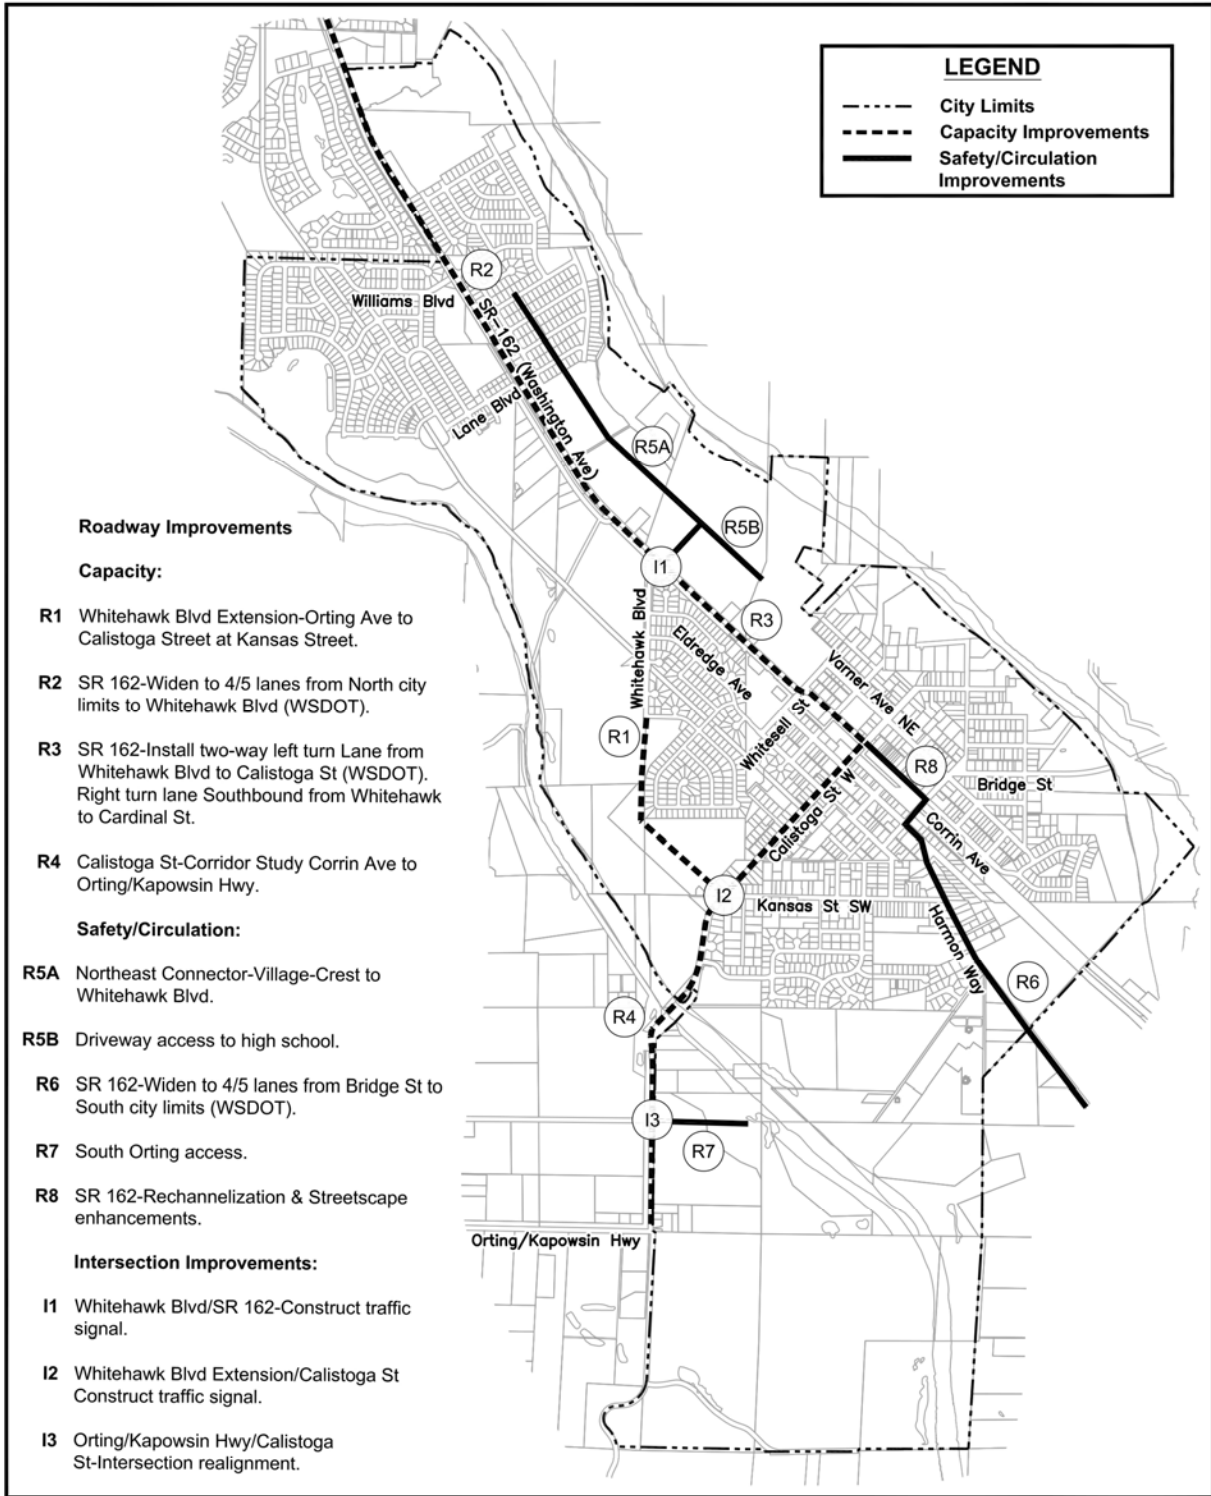 LEGEND
City Limits
Capacity Improvements
Safety/Circulation
Improvements
R2
Williams Blvd
SR-162 (Washington Ave)
Lane Blvd
R5A
R5B
I1
R3
Whitehawk Blvd
Eldredge Ave
Varner Ave NE
Whitesell St
R1
R8
Bridge St
Calistoga St W
Corrin Ave
I2
Kansas St SW
Harmon Way
R6
R4
I3
R7
Orting/Kapowsin Hwy
Roadway Improvements
Capacity:
R1 Whitehawk Blvd Extension-Orting Ave to
Calistoga Street at Kansas Street.
R2 SR 162-Widen to 4/5 lanes from North city
limits to Whitehawk Blvd (WSDOT).
R3 SR 162-Install two-way left turn Lane from
Whitehawk Blvd to Calistoga St (WSDOT).
Right turn lane Southbound from Whitehawk
to Cardinal St.
R4 Calistoga St-Corridor Study Corrin Ave to
Orting/Kapowsin Hwy.
Safety/Circulation:
R5A Northeast Connector-Village-Crest to
Whitehawk Blvd.
R5B Driveway access to high school.
R6 SR 162-Widen to 4/5 lanes from Bridge St to
South city limits (WSDOT).
R7 South Orting access.
R8 SR 162-Rechannelization & Streetscape
enhancements.
Intersection Improvements:
I1 Whitehawk Blvd/SR 162-Construct traffic
signal.
I2 Whitehawk Blvd Extension/Calistoga St
Construct traffic signal.
I3 Orting/Kapowsin Hwy/Calistoga
St-Intersection realignment.